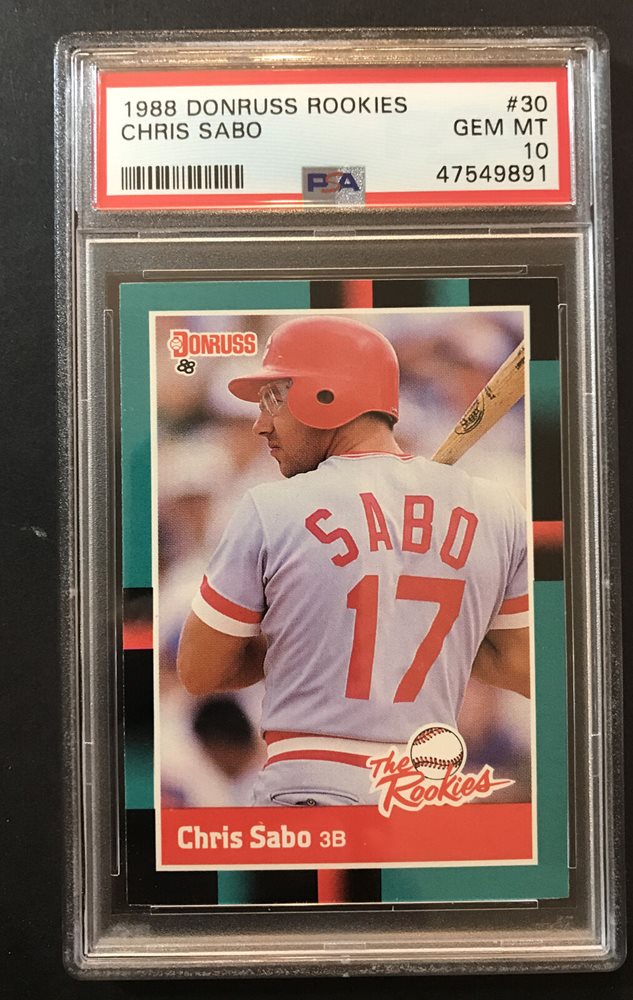 1988 DONRUSS ROOKIES #30
CHRIS SABO GEM MT
10
PSA 47549891
DONRUSS
88
SABO
17
The
Rookies
Chris Sabo 3B